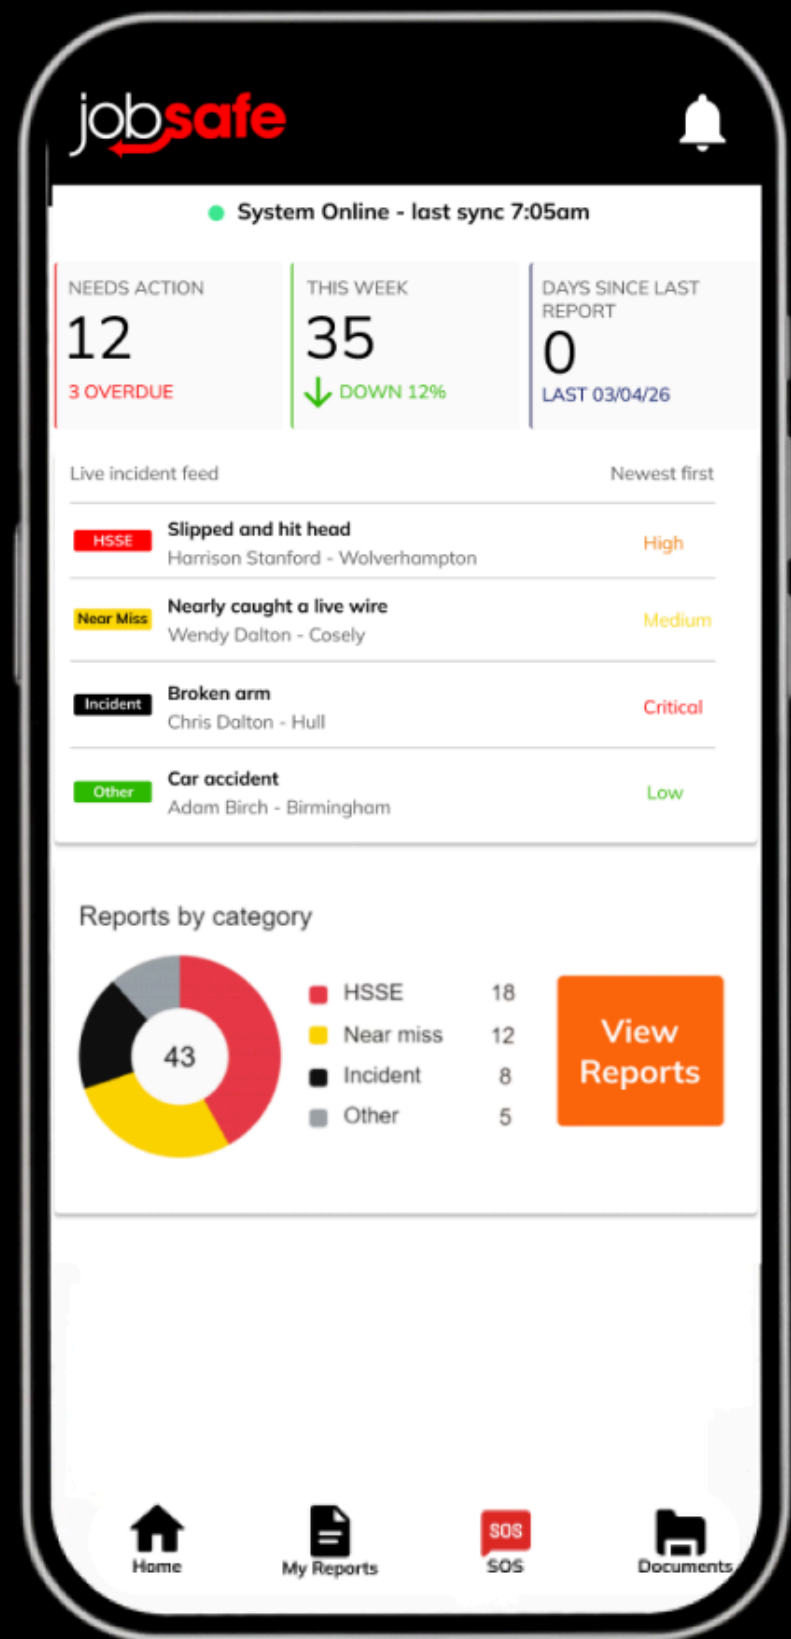 jobsafe
System Online - last sync 7:05am
NEEDS ACTION
12
3 OVERDUE
THIS WEEK
35
DOWN 12%
DAYS SINCE LAST
REPORT
0
LAST 03/04/26
Live incident feed
Newest first
HSSE
Slipped and hit head
Harrison Stanford - Wolverhampton
High
Near Miss
Nearly caught a live wire
Wendy Dalton - Cosely
Medium
Incident
Broken arm
Chris Dalton - Hull
Critical
Other
Car accident
Adam Birch - Birmingham
Low
Reports by category
43
HSSE 18
Near miss 12
Incident 8
Other 5
View
Reports
Home
My Reports
SOS
SOS
Documents